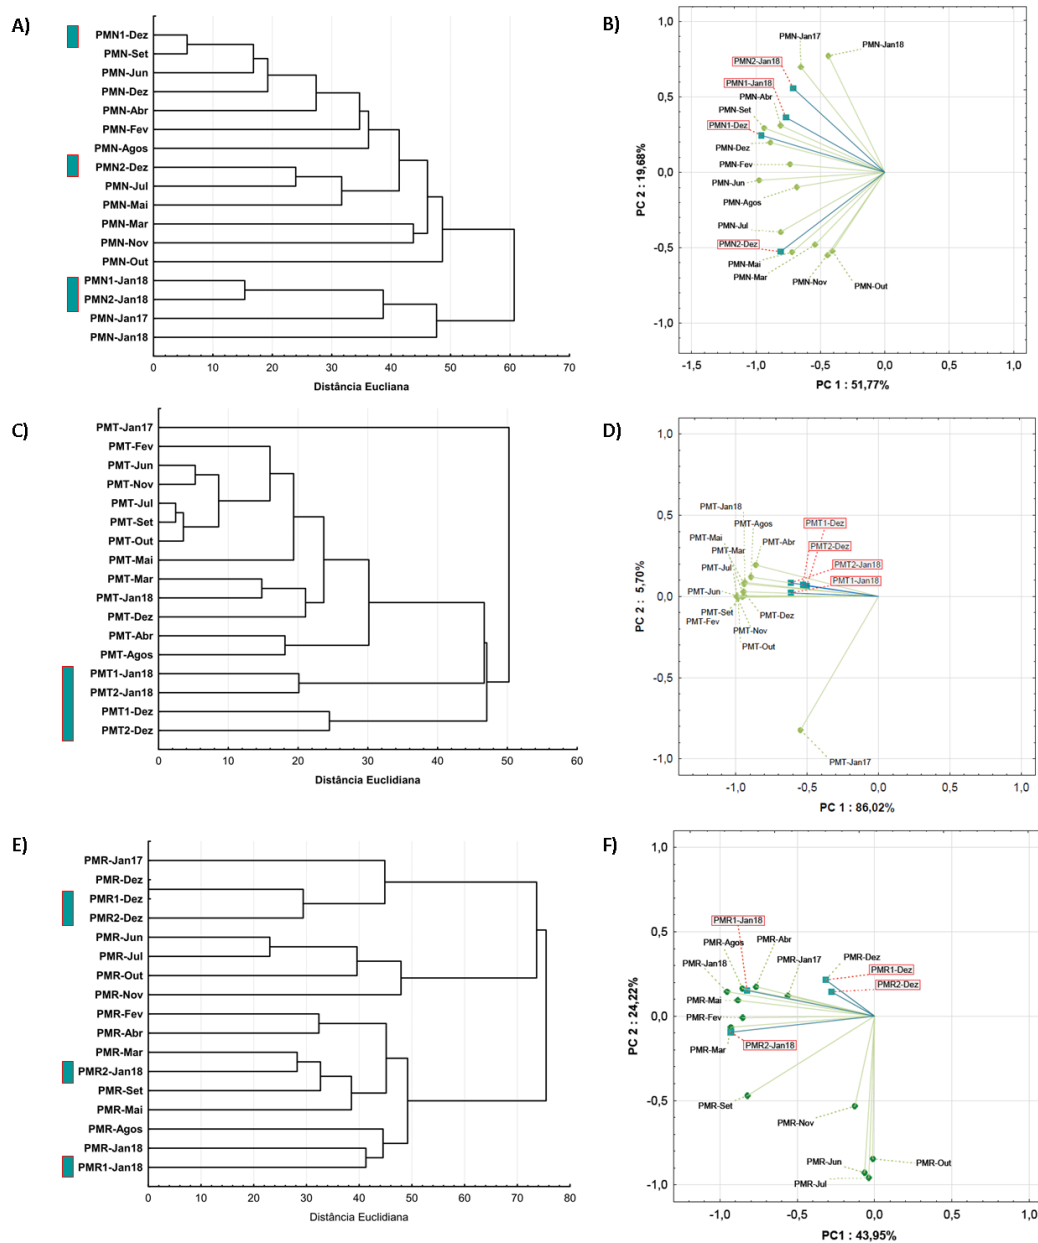 A)
PMN1-Dez
PMN-Set
PMN-Jun
PMN-Dez
PMN-Abr
PMN-Fev
PMN-Agos
PMN2-Dez
PMN-Jul
PMN-Mai
PMN-Mar
PMN-Nov
PMN-Out
PMN1-Jan18
PMN2-Jan18
PMN-Jan17
PMN-Jan18
0 10 20 30 40 50 60 70
Distância Eucliana
B)
1,0
0,5
0,0
-0,5
-1,0
PC 2 : 19,68%
PMN-Jan17
PMN-Jan18
PMN2-Jan18
PMN1-Jan18
PMN-Abr
PMN-Set
PMN1-Dez
PMN-Dez
PMN-Fev
PMN-Jun
PMN-Agos
PMN-Jul
PMN2-Dez
PMN-Mai
PMN-Mar
PMN-Nov
PMN-Out
-1,5 -1,0 -0,5 0,0 0,5 1,0
PC 1 : 51,77%
C)
PMT-Jan17
PMT-Fev
PMT-Jun
PMT-Nov
PMT-Jul
PMT-Set
PMT-Out
PMT-Mai
PMT-Mar
PMT-Jan18
PMT-Dez
PMT-Abr
PMT-Agos
PMT1-Jan18
PMT2-Jan18
PMT1-Dez
PMT2-Dez
0 10 20 30 40 50 60
Distância Euclidiana
D)
1,0
0,5
0,0
-0,5
-1,0
PC 2 : 5,70%
PMT-Jan18
PMT-Agos
PMT1-Dez
PMT-Mai
PMT-Abr
PMT2-Dez
PMT-Mar
PMT-Jul
PMT2-Jan18
PMT1-Jan18
PMT-Jun
PMT-Set
PMT-Dez
PMT-Fev
PMT-Nov
PMT-Out
PMT-Jan17
-1,0 -0,5 0,0 0,5 1,0
PC 1 : 86,02%
E)
PMR-Jan17
PMR-Dez
PMR1-Dez
PMR2-Dez
PMR-Jun
PMR-Jul
PMR-Out
PMR-Nov
PMR-Fev
PMR-Abr
PMR-Mar
PMR2-Jan18
PMR-Set
PMR-Mai
PMR-Agos
PMR-Jan18
PMR1-Jan18
0 10 20 30 40 50 60 70 80
Distância Euclidiana
F)
1,0
0,5
0,0
-0,5
-1,0
PC 2 : 24,22%
PMR1-Jan18
PMR-Agos
PMR-Abr
PMR-Jan18
PMR-Jan17
PMR-Dez
PMR1-Dez
PMR2-Dez
PMR-Mai
PMR-Fev
PMR-Mar
PMR2-Jan18
PMR-Set
PMR-Nov
PMR-Jun
PMR-Out
PMR-Jul
-1,0 -0,5 0,0 0,5 1,0
PC1 : 43,95%